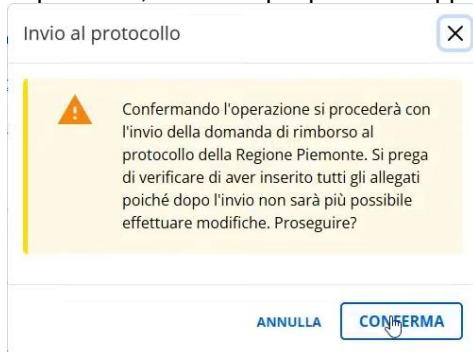 Invio al protocollo
Confermando l'operazione si procederà con
l'invio della domanda di rimborso al
protocollo della Regione Piemonte. Si prega
di verificare di aver inserito tutti gli allegati
poiché dopo l'invio non sarà più possibile
effettuare modifiche. Proseguire?
ANNULLA
CONFERMA